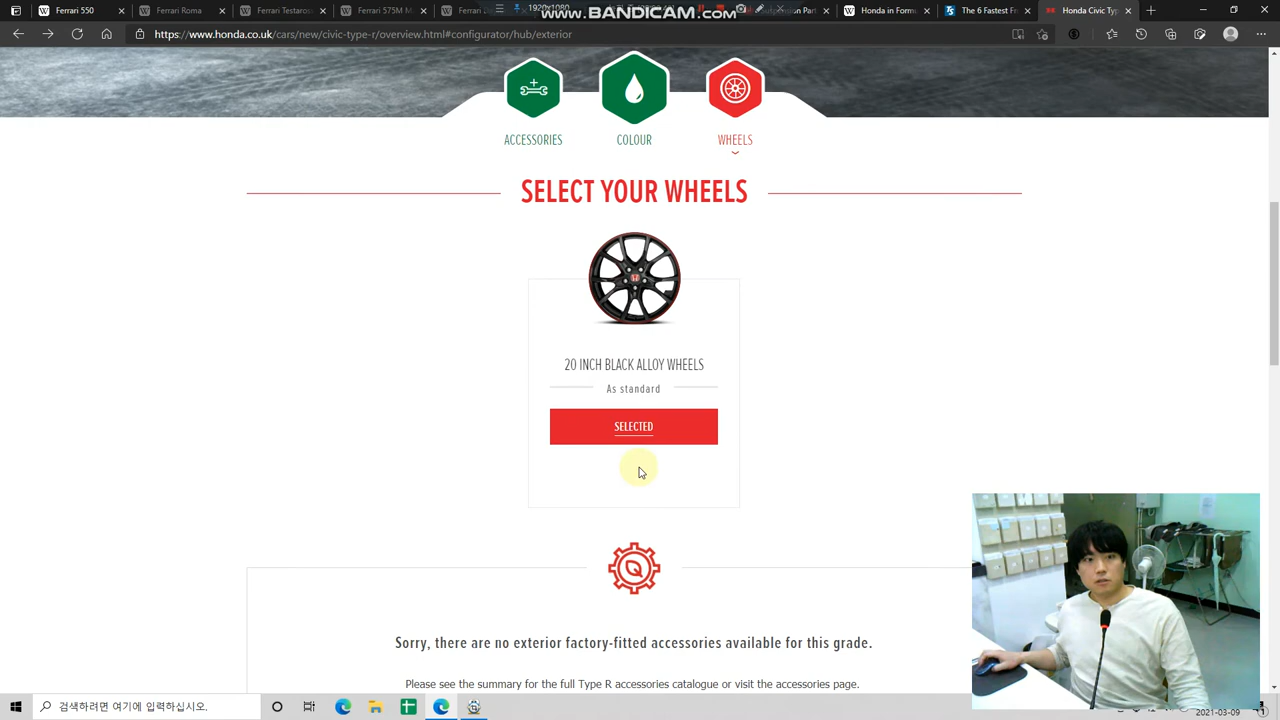 Ferrari 550
Ferrari Roma
Ferrari Testaros
Ferrari 575M M
Ferrari
1920x1080
WWW.BANDICAM.COM
Honda in Form
The 6 Fastest Fr
Honda Civic Typ
https://www.honda.co.uk/cars/new/civic-type-r/overview.html#configurator/hub/exterior
ACCESSORIES
COLOUR
WHEELS
SELECT YOUR WHEELS
20 INCH BLACK ALLOY WHEELS
As standard
SELECTED
Sorry, there are no exterior factory-fitted accessories available for this grade.
Please see the summary for the full Type R accessories catalogue or visit the accessories page.
검색하려면 여기에 입력하십시오.
2021-03-09